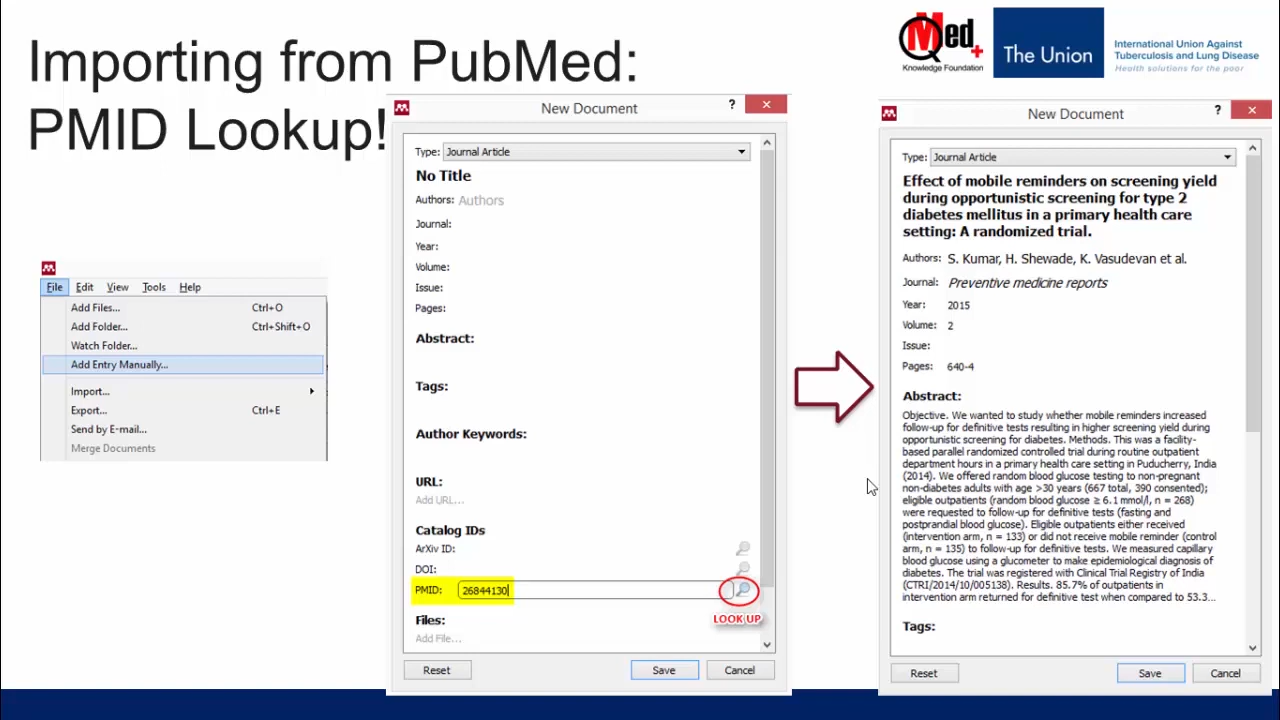 Importing from PubMed:
PMID Lookup!
QMed+
Knowledge Foundation
The Union
International Union Against
Tuberculosis and Lung Disease
Health solutions for the poor
File Edit View Tools Help
Add Files... Ctrl+O
Add Folder... Ctrl+Shift+O
Watch Folder...
Add Entry Manually...
Import...
Export... Ctrl+E
Send by E-mail...
Merge Documents
New Document
Type: Journal Article
No Title
Authors: Authors
Journal:
Year:
Volume:
Issue:
Pages:
Abstract:
Tags:
Author Keywords:
URL:
Add URL...
Catalog IDs
ArXiv ID:
DOI:
PMID: 26844130
LOOK UP
Files:
Add File...
Reset Save Cancel
New Document
Type: Journal Article
Effect of mobile reminders on screening yield
during opportunistic screening for type 2
diabetes mellitus in a primary health care
setting: A randomized trial.
Authors: S. Kumar, H. Shewade, K. Vasudevan et al.
Journal: Preventive medicine reports
Year: 2015
Volume: 2
Issue:
Pages: 640-4
Abstract:
Objective. We wanted to study whether mobile reminders increased
follow-up for definitive tests resulting in higher screening yield during
opportunistic screening for diabetes. Methods. This was a facility-
based parallel randomized controlled trial during routine outpatient
department hours in a primary health care setting in Puducherry, India
(2014). We offered random blood glucose testing to non-pregnant
non-diabetes adults with age >30 years (667 total, 390 consented);
eligible outpatients (random blood glucose ≥ 6.1 mmol/l, n = 268)
were requested to follow-up for definitive tests (fasting and
postprandial blood glucose). Eligible outpatients either received
(intervention arm, n = 133) or did not receive mobile reminder (control
arm, n = 135) to follow-up for definitive tests. We measured capillary
blood glucose using a glucometer to make epidemiological diagnosis of
diabetes. The trial was registered with Clinical Trial Registry of India
(CTRI/2014/10/005138). Results. 85.7% of outpatients in
intervention arm returned for definitive test when compared to 53.3...
Tags:
Reset Save Cancel